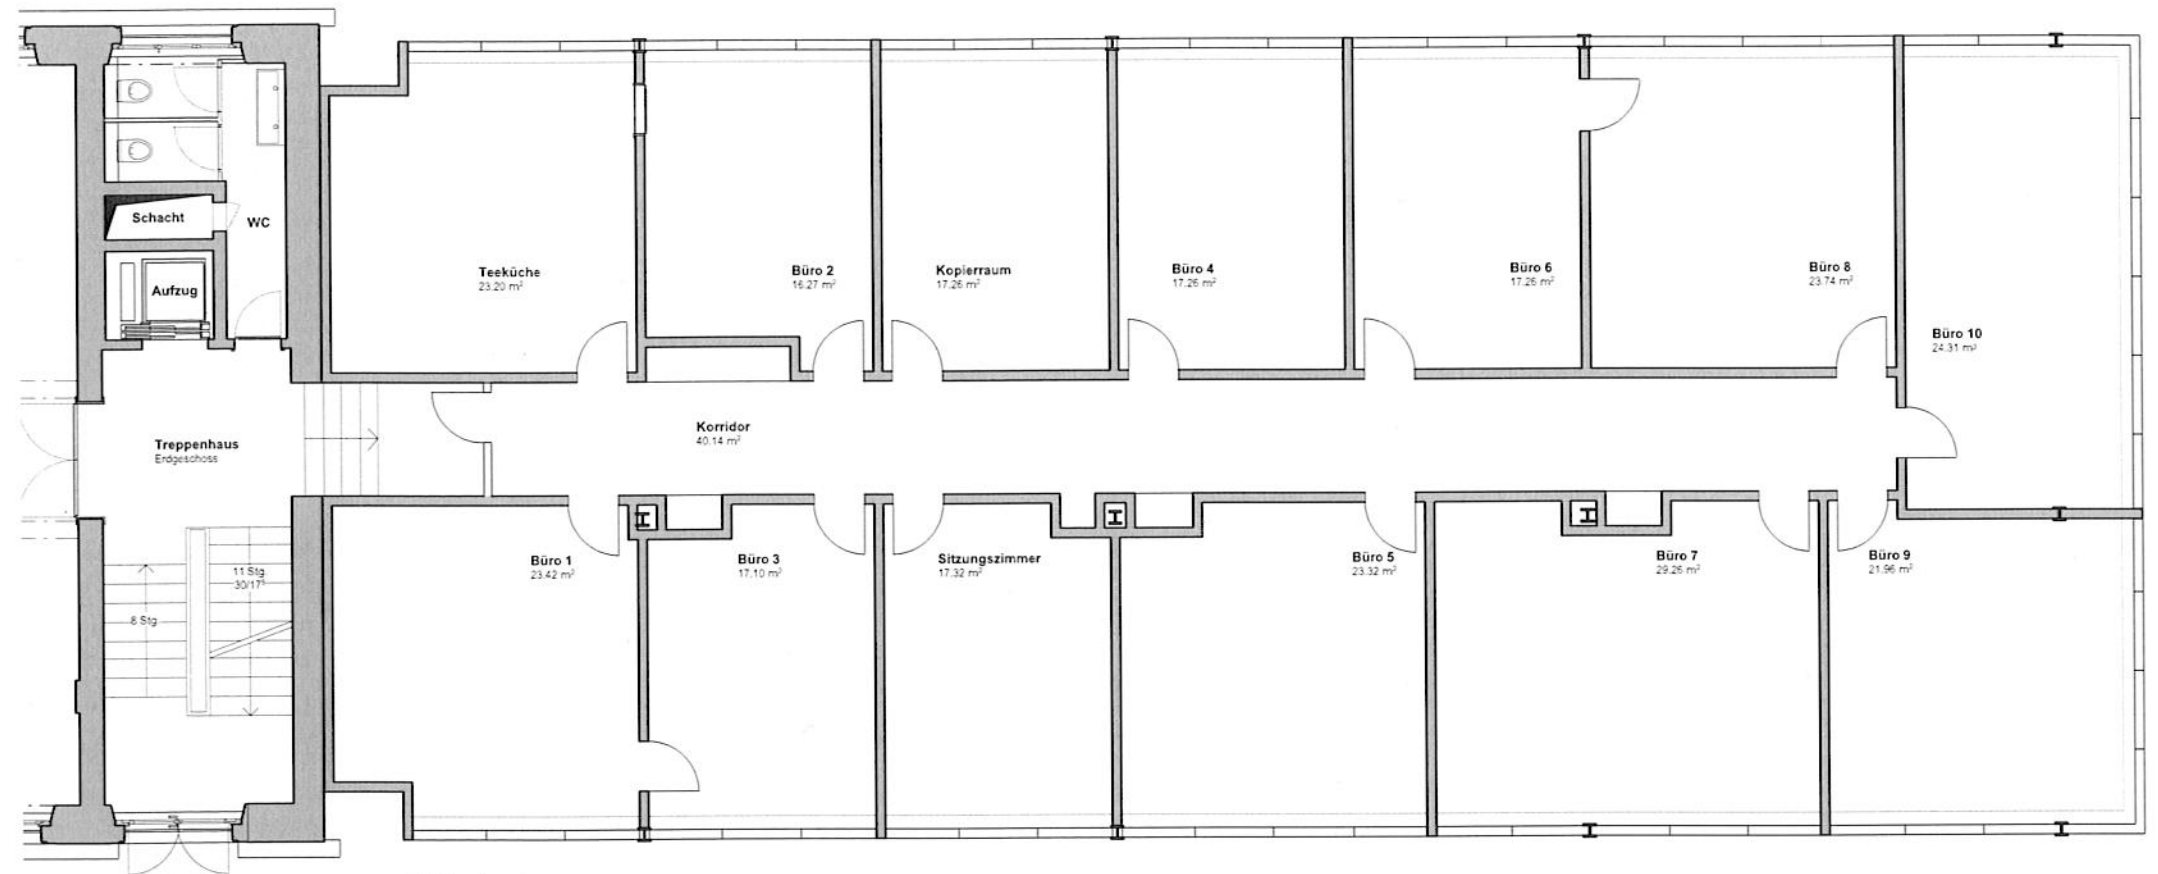 Schacht
WC
Aufzug
Teeküche
23.20 m²
Büro 2
16.27 m²
Kopierraum
17.26 m²
Büro 4
17.26 m²
Büro 6
17.26 m²
Büro 8
23.74 m²
Büro 10
24.31 m²
Treppenhaus
Erdgeschoss
Korridor
40.14 m²
11 Stg
30/17⁵
8 Stg
Büro 1
23.42 m²
Büro 3
17.10 m²
Sitzungszimmer
17.32 m²
Büro 5
23.32 m²
Büro 7
29.26 m²
Büro 9
21.96 m²